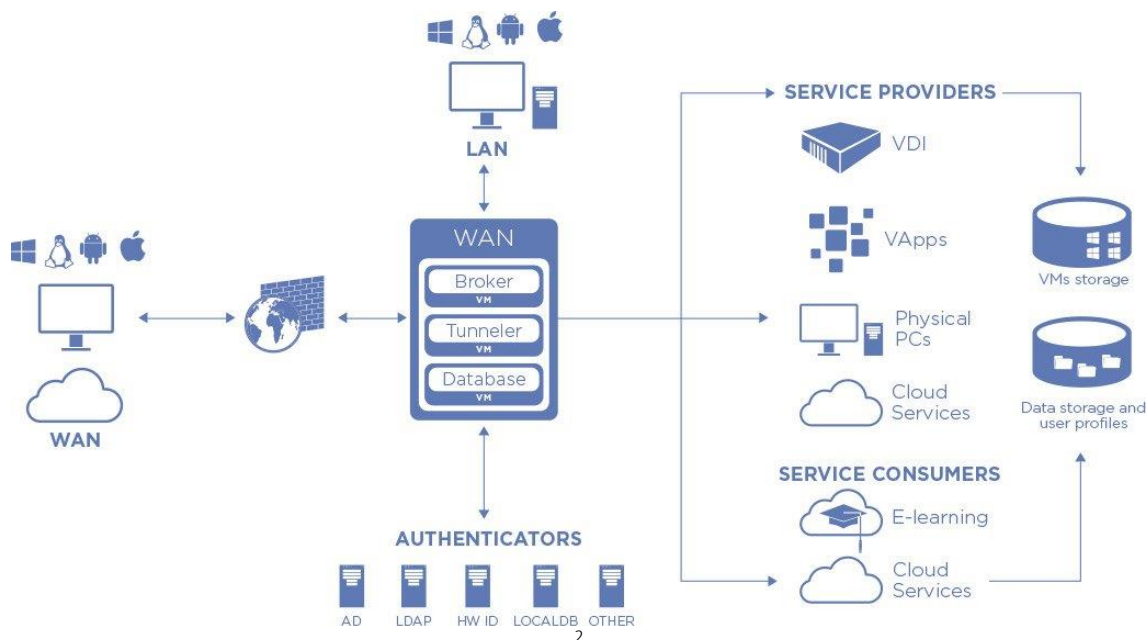 LAN
WAN
WAN
Broker
VM
Tunneler
VM
Database
VM
AUTHENTICATORS
AD
LDAP
HW ID
LOCALDB
OTHER
SERVICE PROVIDERS
VDI
VApps
Physical
PCs
Cloud
Services
SERVICE CONSUMERS
E-learning
Cloud
Services
VMs storage
Data storage and
user profiles
2